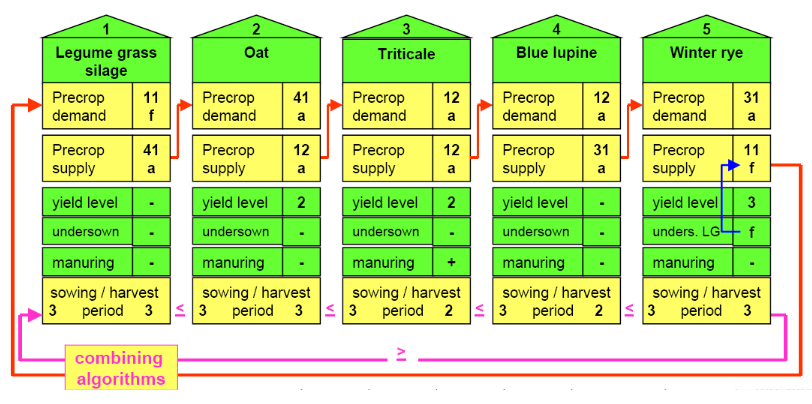 1
Legume grass
silage
Precrop 11
demand f
Precrop 41
supply a
yield level -
undersown -
manuring -
sowing / harvest
3 period 3
2
Oat
Precrop 41
demand a
Precrop 12
supply a
yield level 2
undersown -
manuring -
sowing / harvest
3 period 3
3
Triticale
Precrop 12
demand a
Precrop 12
supply a
yield level 2
undersown -
manuring +
sowing / harvest
3 period 2
4
Blue lupine
Precrop 12
demand a
Precrop 31
supply a
yield level -
undersown -
manuring -
sowing / harvest
3 period 2
5
Winter rye
Precrop 31
demand a
Precrop 11
supply f
yield level 3
unders. LG f
manuring -
sowing / harvest
3 period 3
≤ ≤ ≤ ≤
≥
combining
algorithms